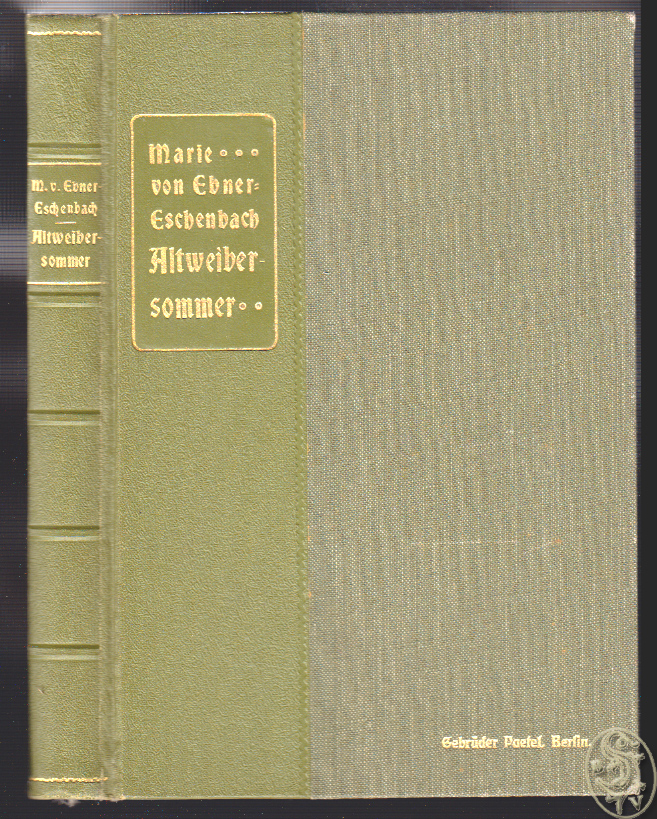 M. v. Ebner-
Eschenbach
Altweiber-
sommer
Marie
von Ebner-
Eschenbach
Altweiber-
sommer
Gebrüder Paetel, Berlin.